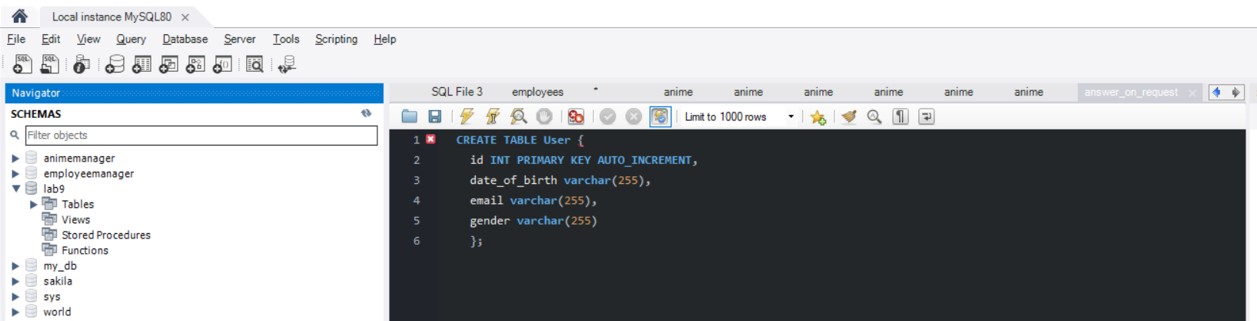 Local instance MySQL80 ×
File Edit View Query Database Server Tools Scripting Help
Navigator
SCHEMAS
Filter objects
animemanager
employeemanager
lab9
Tables
Views
Stored Procedures
Functions
my_db
sakila
sys
world
SQL File 3 employees * anime anime anime anime anime anime answer_on_request ×
Limit to 1000 rows
1 CREATE TABLE User {
2 id INT PRIMARY KEY AUTO_INCREMENT,
3 date_of_birth varchar(255),
4 email varchar(255),
5 gender varchar(255)
6 };